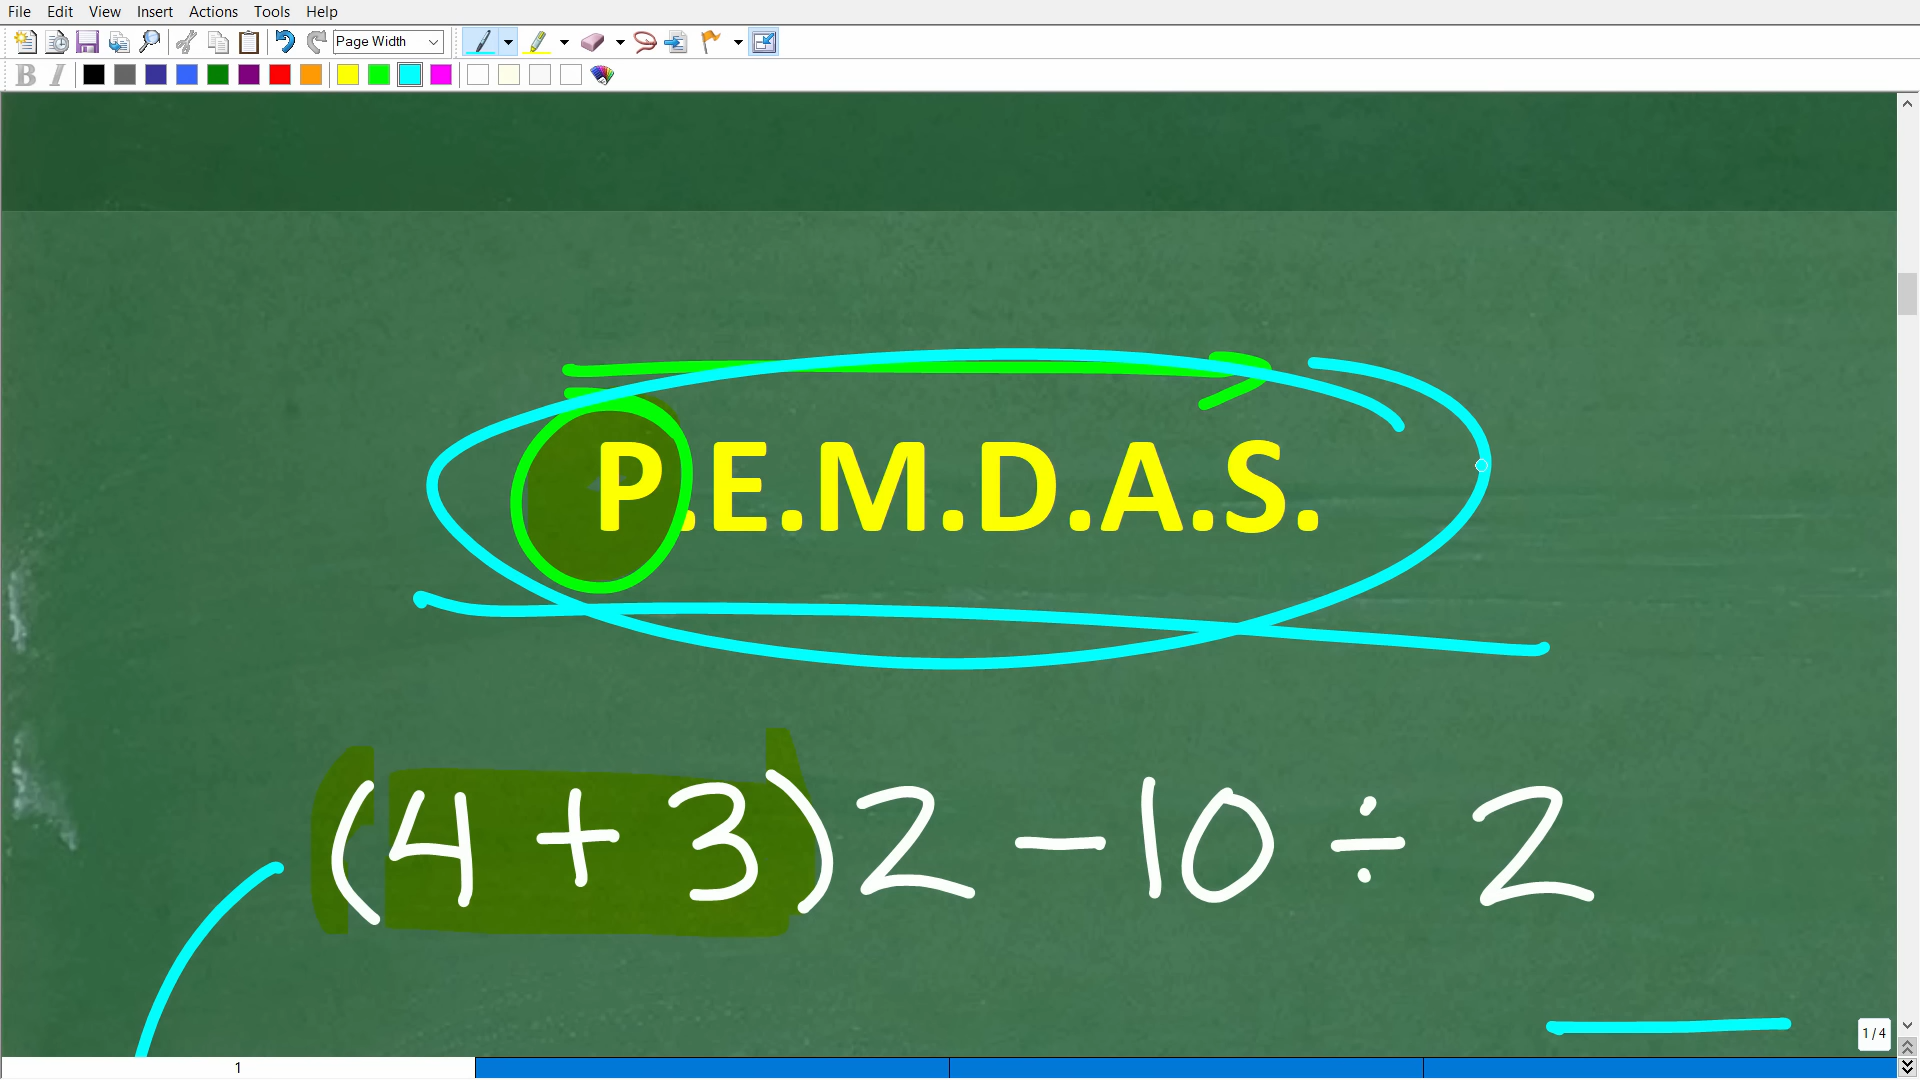 File Edit View Insert Actions Tools Help
Page Width
B I
P.E.M.D.A.S.
(4 + 3)2 - 10 ÷ 2
1 / 4
1